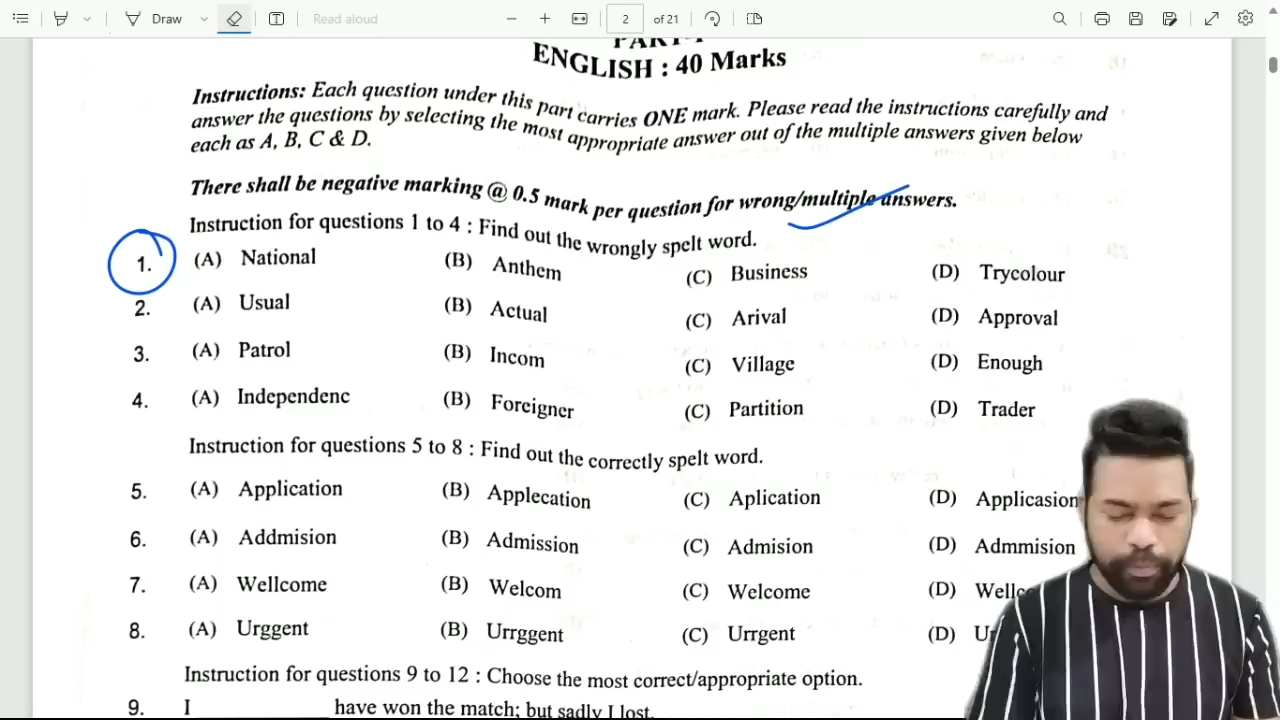 Draw
Read aloud
2
of 21
ENGLISH : 40 Marks
Instructions: Each question under this part carries ONE mark. Please read the instructions carefully and
answer the questions by selecting the most appropriate answer out of the multiple answers given below
each as A, B, C & D.
There shall be negative marking @ 0.5 mark per question for wrong/multiple answers.
Instruction for questions 1 to 4 : Find out the wrongly spelt word.
1. (A) National (B) Anthem (C) Business (D) Trycolour
2. (A) Usual (B) Actual (C) Arival (D) Approval
3. (A) Patrol (B) Incom (C) Village (D) Enough
4. (A) Independenc (B) Foreigner (C) Partition (D) Trader
Instruction for questions 5 to 8 : Find out the correctly spelt word.
5. (A) Application (B) Applecation (C) Aplication (D) Applicasion
6. (A) Addmision (B) Admission (C) Admision (D) Admmision
7. (A) Wellcome (B) Welcom (C) Welcome (D)
8. (A) Urggent (B) Urrggent (C) Urrgent (D)
Instruction for questions 9 to 12 : Choose the most correct/appropriate option.
9. I ________ have won the match; but sadly I lost.